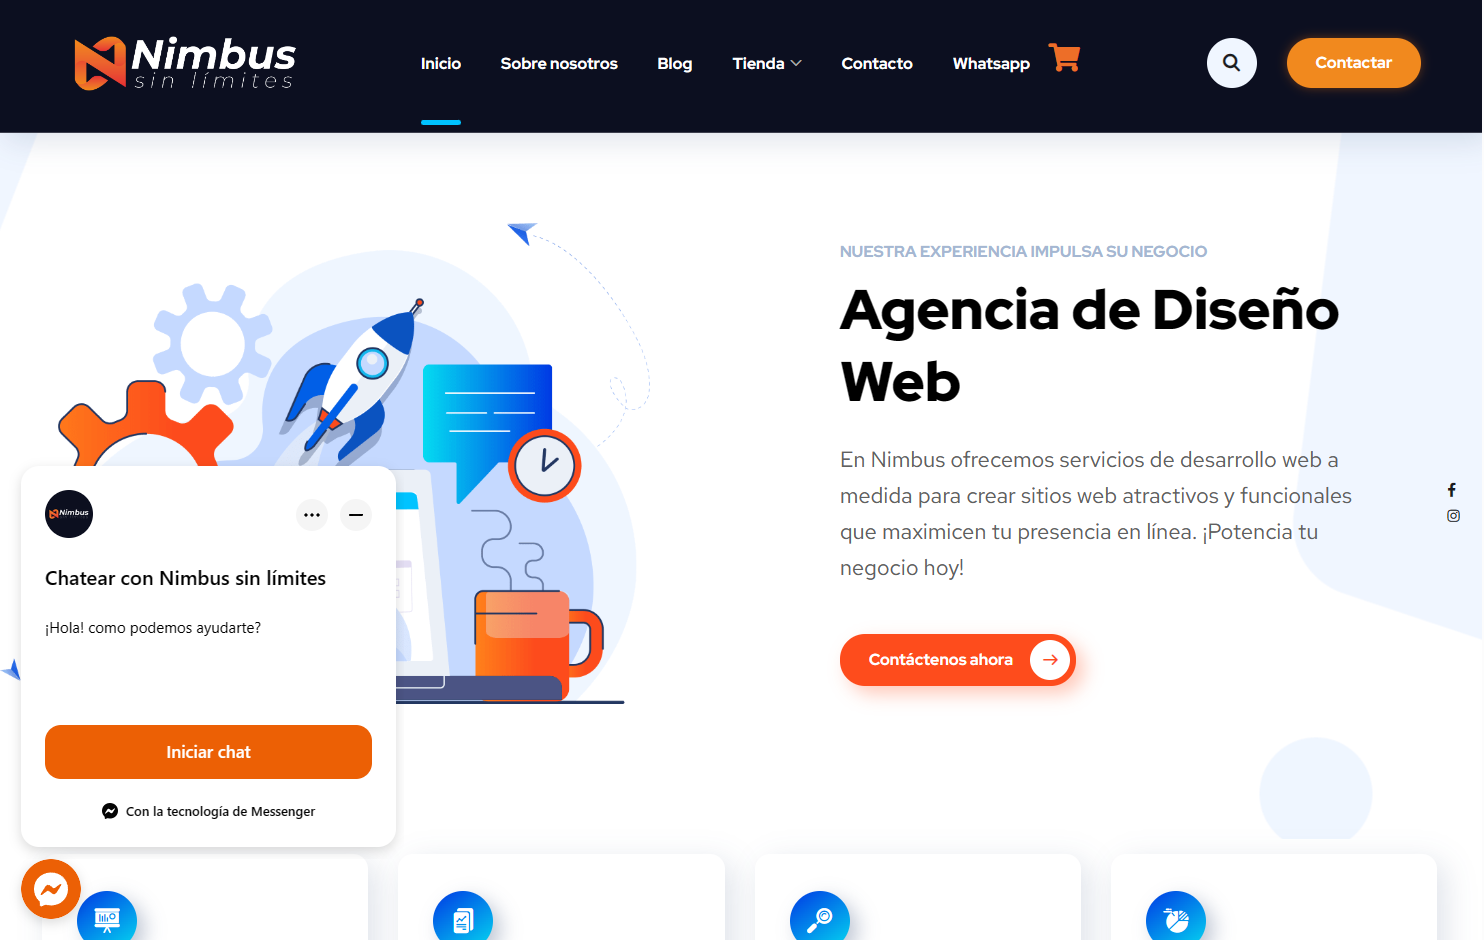 Nimbus
sin límites
Inicio
Sobre nosotros
Blog
Tienda
Contacto
Whatsapp
Contactar
NUESTRA EXPERIENCIA IMPULSA SU NEGOCIO
Agencia de Diseño
Web
En Nimbus ofrecemos servicios de desarrollo web a
medida para crear sitios web atractivos y funcionales
que maximicen tu presencia en línea. ¡Potencia tu
negocio hoy!
Contáctenos ahora
Nimbus
Chatear con Nimbus sin límites
¡Hola! como podemos ayudarte?
Iniciar chat
Con la tecnología de Messenger